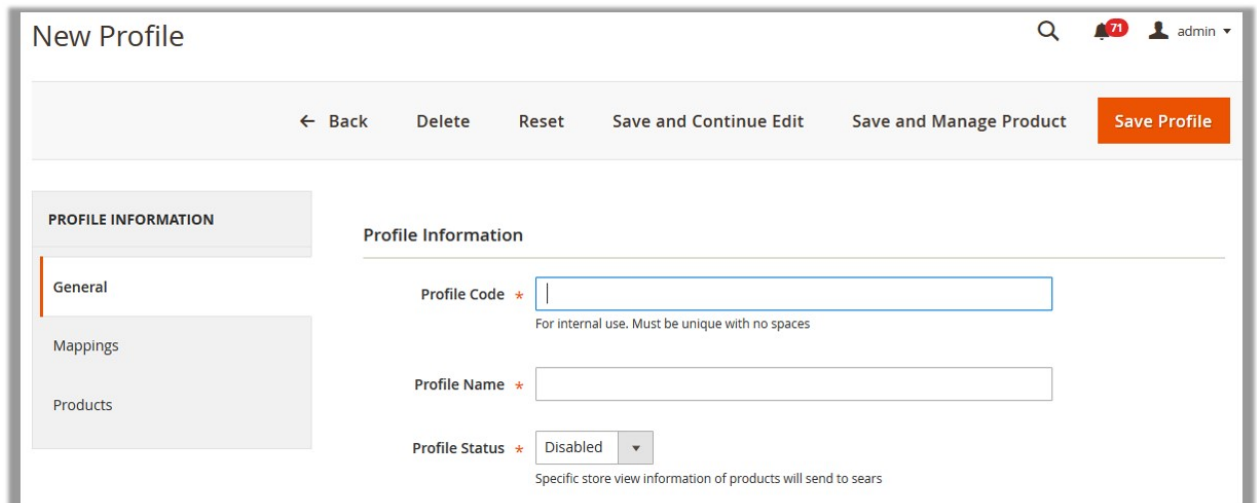 New Profile
71
admin
Back Delete Reset Save and Continue Edit Save and Manage Product Save Profile
PROFILE INFORMATION
General
Mappings
Products
Profile Information
Profile Code *
For internal use. Must be unique with no spaces
Profile Name *
Profile Status * Disabled
Specific store view information of products will send to sears